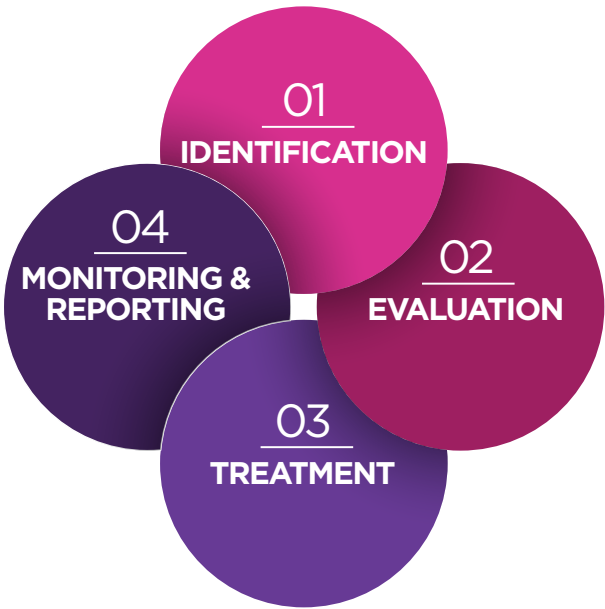 01
IDENTIFICATION
02
EVALUATION
03
TREATMENT
04
MONITORING &
REPORTING